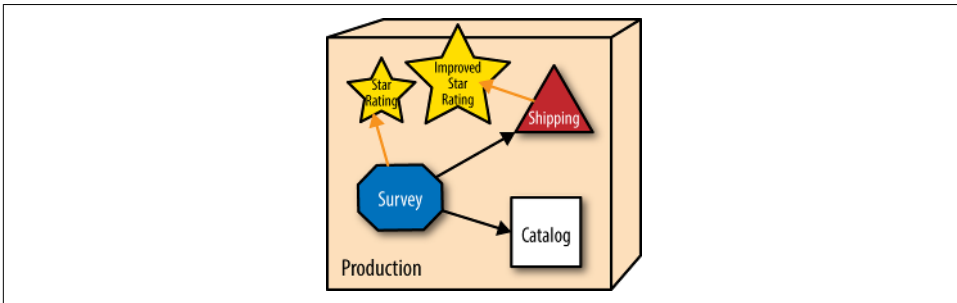 Star
Rating
Improved
Star
Rating
Shipping
Survey
Catalog
Production